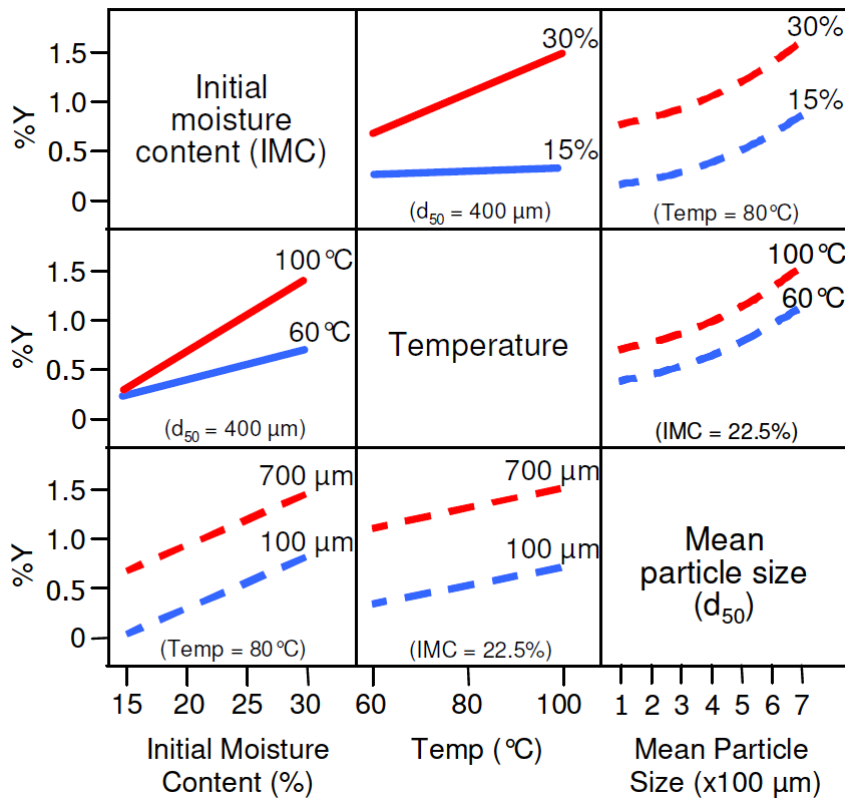 %Y
1.5
1.0
0.5
0
Initial
moisture
content (IMC)
30%
15%
(d50 = 400 µm)
30%
15%
(Temp = 80°C)
%Y
1.5
1.0
0.5
0
100°C
60°C
(d50 = 400 µm)
Temperature
100°C
60°C
(IMC = 22.5%)
%Y
1.5
1.0
0.5
0
700 µm
100 µm
(Temp = 80°C)
700 µm
100 µm
(IMC = 22.5%)
Mean
particle size
(d50)
15 20 25 30
60 80 100
1 2 3 4 5 6 7
Initial Moisture
Content (%)
Temp (°C)
Mean Particle
Size (x100 µm)